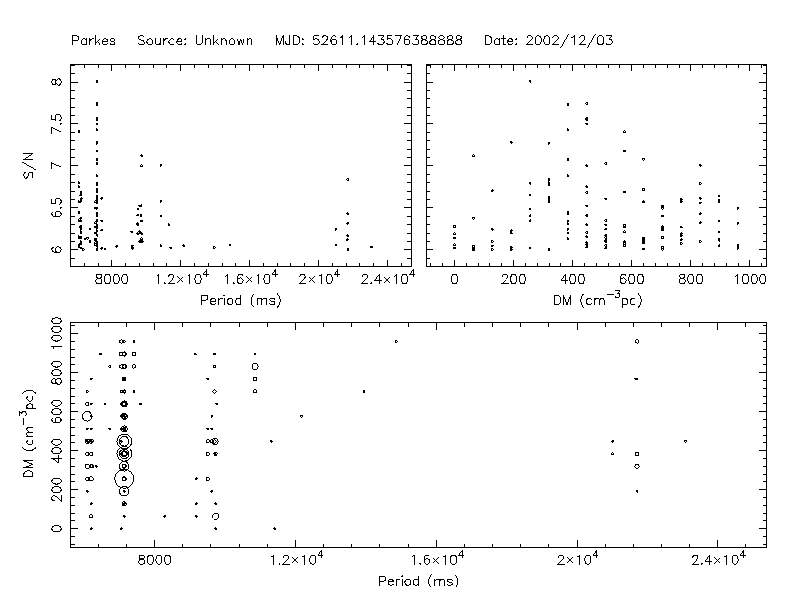 Parkes Source: Unknown MJD: 52611.143576388888 Date: 2002/12/03
8
7.5
7
6.5
6
S/N
8000 1.2×10⁴ 1.6×10⁴ 2×10⁴ 2.4×10⁴
Period (ms)
0 200 400 600 800 1000
DM (cm⁻³pc)
1000
800
600
400
200
0
DM (cm⁻³pc)
8000 1.2×10⁴ 1.6×10⁴ 2×10⁴ 2.4×10⁴
Period (ms)